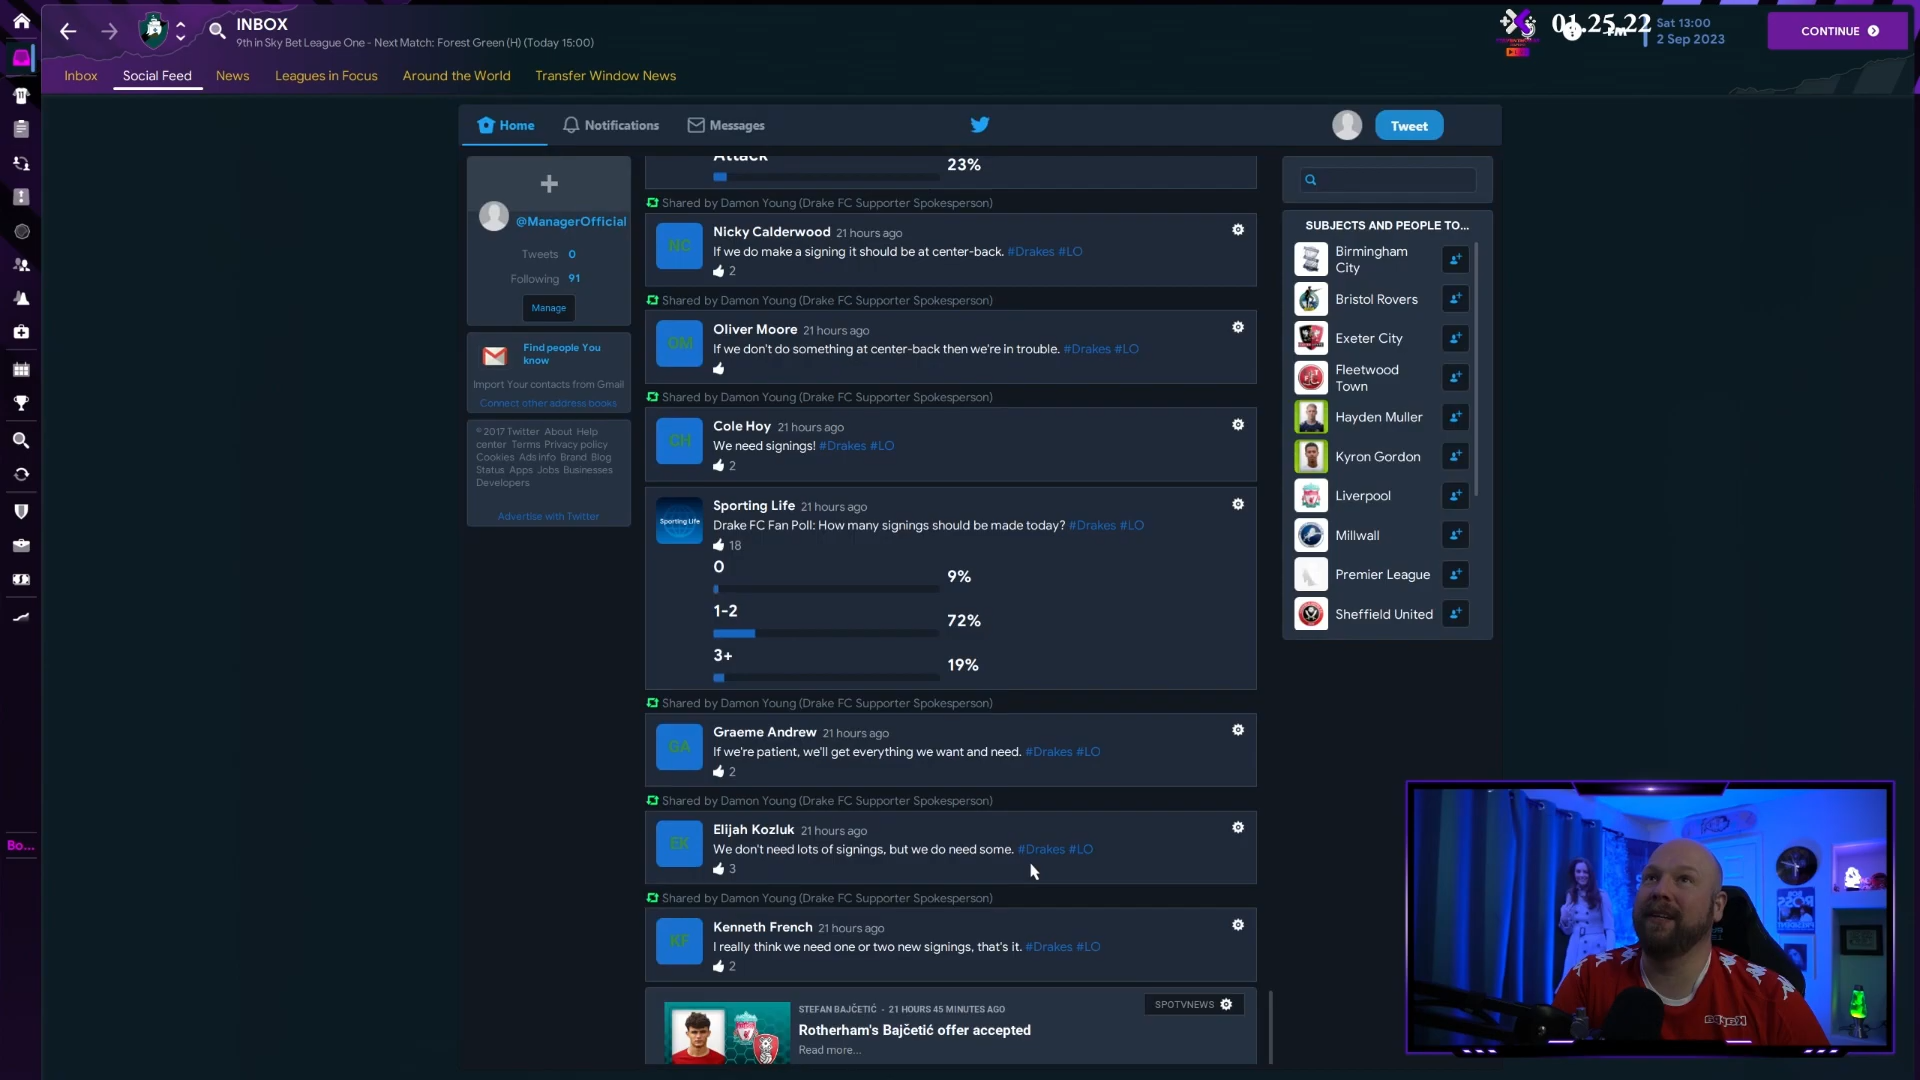 INBOX
9th in Sky Bet League One - Next Match: Forest Green (H) (Today 15:00)
01.25.22
FM
Sat 13:00
2 Sep 2023
CONTINUE
Inbox
Social Feed
News
Leagues in Focus
Around the World
Transfer Window News
Home
Notifications
Messages
Tweet
@ManagerOfficial
Tweets 0
Following 91
Manage
Find people You
know
Import Your contacts from Gmail
Connect other address books
© 2017 Twitter About Help
center Terms Privacy policy
Cookies Ads info Brand Blog
Status Apps Jobs Businesses
Developers
Advertise with Twitter
Bo...
Attack
23%
Shared by Damon Young (Drake FC Supporter Spokesperson)
NC
Nicky Calderwood 21 hours ago
If we do make a signing it should be at center-back. #Drakes #LO
2
Shared by Damon Young (Drake FC Supporter Spokesperson)
OM
Oliver Moore 21 hours ago
If we don't do something at center-back then we're in trouble. #Drakes #LO
Shared by Damon Young (Drake FC Supporter Spokesperson)
CH
Cole Hoy 21 hours ago
We need signings! #Drakes #LO
2
Sporting Life
Sporting Life 21 hours ago
Drake FC Fan Poll: How many signings should be made today? #Drakes #LO
18
0
9%
1-2
72%
3+
19%
Shared by Damon Young (Drake FC Supporter Spokesperson)
GA
Graeme Andrew 21 hours ago
If we're patient, we'll get everything we want and need. #Drakes #LO
2
Shared by Damon Young (Drake FC Supporter Spokesperson)
EK
Elijah Kozluk 21 hours ago
We don't need lots of signings, but we do need some. #Drakes #LO
3
Shared by Damon Young (Drake FC Supporter Spokesperson)
KF
Kenneth French 21 hours ago
I really think we need one or two new signings, that's it. #Drakes #LO
2
STEFAN BAJČETIĆ - 21 HOURS 45 MINUTES AGO
SPOTVNEWS
Rotherham's Bajčetić offer accepted
Read more...
SUBJECTS AND PEOPLE TO...
Birmingham
City
Bristol Rovers
Exeter City
Fleetwood
Town
Hayden Muller
Kyron Gordon
Liverpool
Millwall
Premier League
Sheffield United